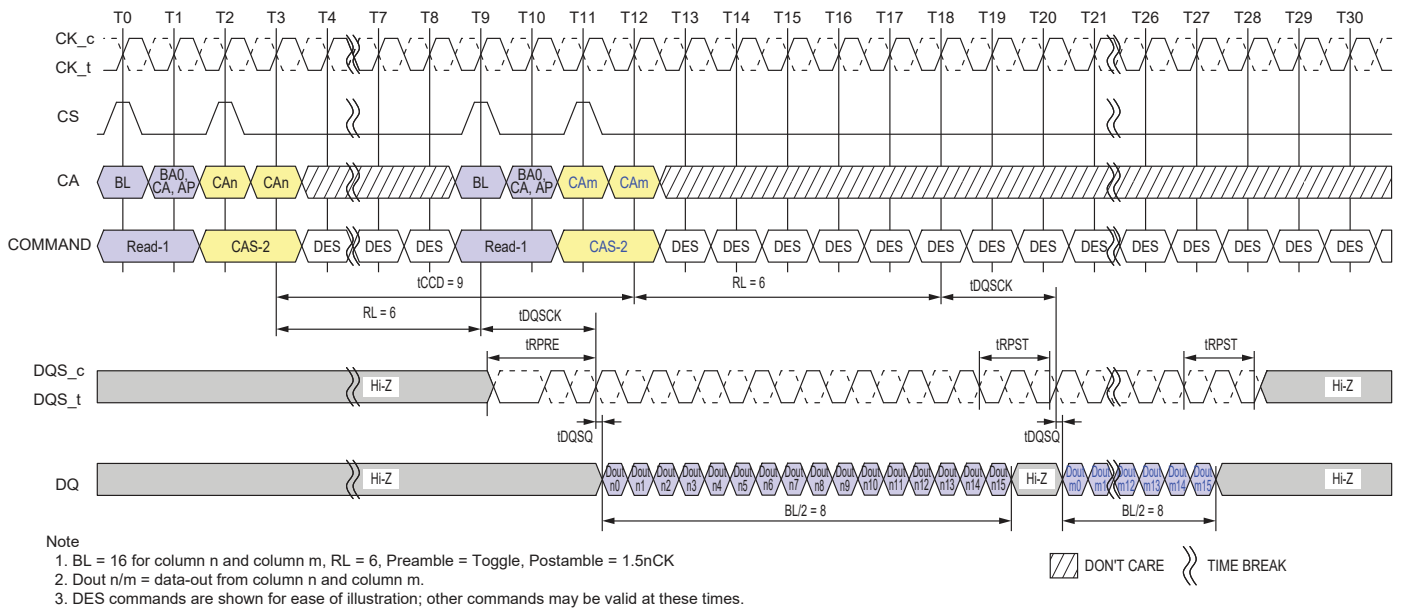 T0 T1 T2 T3 T4 T7 T8 T9 T10 T11 T12 T13 T14 T15 T16 T17 T18 T19 T20 T21 T26 T27 T28 T29 T30
CK_c
CK_t
CS
CA BL BA0, CA, AP CAn CAn BL BA0, CA, AP CAm CAm
COMMAND Read-1 CAS-2 DES DES DES Read-1 CAS-2 DES DES DES DES DES DES DES DES DES DES DES DES DES DES
tCCD = 9 RL = 6 tDQSCK
RL = 6 tDQSCK
tRPRE tRPST tRPST
DQS_c
DQS_t
Hi-Z Hi-Z
tDQSQ tDQSQ
DQ Hi-Z Dout n0 Dout n1 Dout n2 Dout n3 Dout n4 Dout n5 Dout n6 Dout n7 Dout n8 Dout n9 Dout n10 Dout n11 Dout n12 Dout n13 Dout n14 Dout n15 Hi-Z Dout m0 Dout m1 Dout m12 Dout m13 Dout m14 Dout m15 Hi-Z
BL/2 = 8 BL/2 = 8
Note
1. BL = 16 for column n and column m, RL = 6, Preamble = Toggle, Postamble = 1.5nCK
2. Dout n/m = data-out from column n and column m.
3. DES commands are shown for ease of illustration; other commands may be valid at these times.
DON'T CARE TIME BREAK